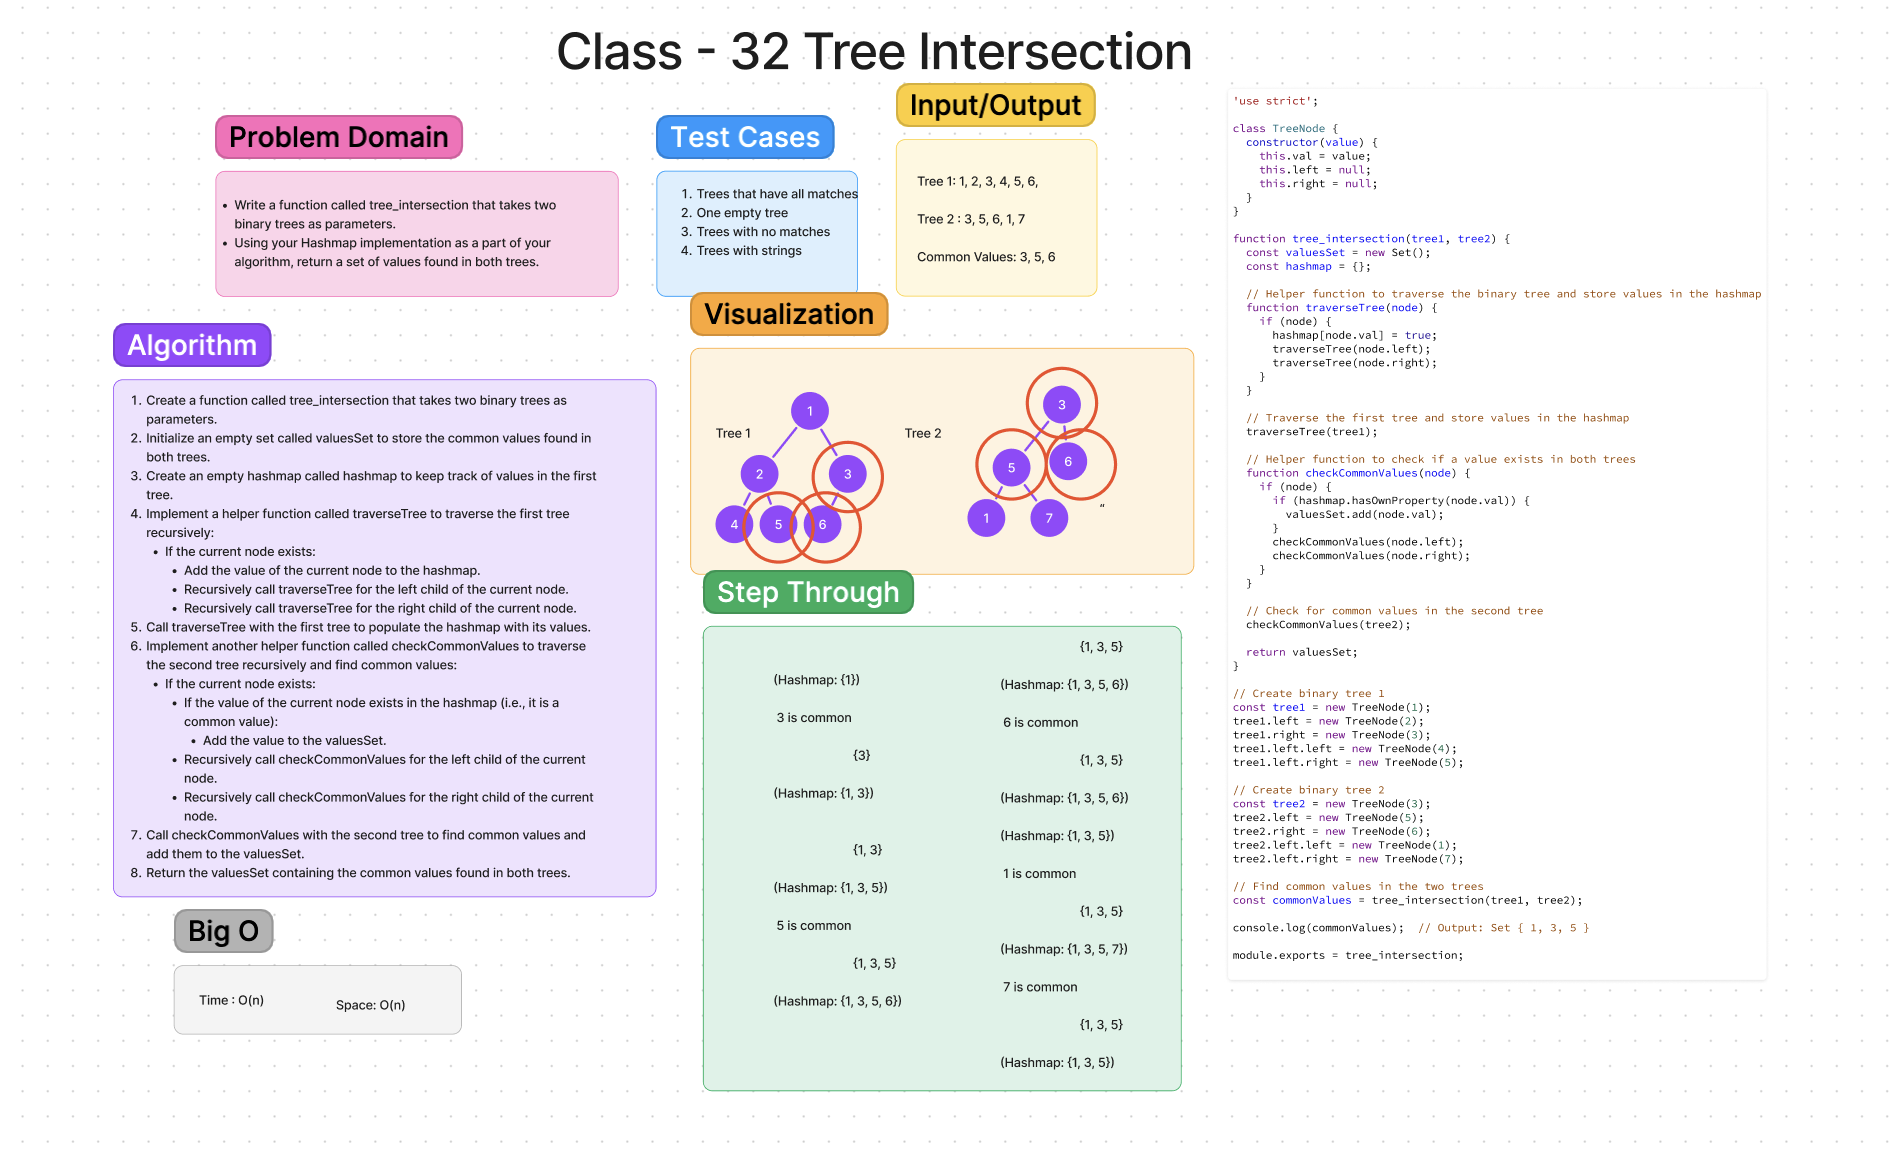 Class - 32 Tree Intersection
Problem Domain
• Write a function called tree_intersection that takes two
binary trees as parameters.
• Using your Hashmap implementation as a part of your
algorithm, return a set of values found in both trees.
Test Cases
1. Trees that have all matches
2. One empty tree
3. Trees with no matches
4. Trees with strings
Input/Output
Tree 1: 1, 2, 3, 4, 5, 6,
Tree 2 : 3, 5, 6, 1, 7
Common Values: 3, 5, 6
Algorithm
1. Create a function called tree_intersection that takes two binary trees as
parameters.
2. Initialize an empty set called valuesSet to store the common values found in
both trees.
3. Create an empty hashmap called hashmap to keep track of values in the first
tree.
4. Implement a helper function called traverseTree to traverse the first tree
recursively:
• If the current node exists:
• Add the value of the current node to the hashmap.
• Recursively call traverseTree for the left child of the current node.
• Recursively call traverseTree for the right child of the current node.
5. Call traverseTree with the first tree to populate the hashmap with its values.
6. Implement another helper function called checkCommonValues to traverse
the second tree recursively and find common values:
• If the current node exists:
• If the value of the current node exists in the hashmap (i.e., it is a
common value):
• Add the value to the valuesSet.
• Recursively call checkCommonValues for the left child of the current
node.
• Recursively call checkCommonValues for the right child of the current
node.
7. Call checkCommonValues with the second tree to find common values and
add them to the valuesSet.
8. Return the valuesSet containing the common values found in both trees.
Big O
Time : O(n)
Space: O(n)
Visualization
Tree 1
1
2
3
4
5
6
Tree 2
3
5
6
1
7
“
Step Through
(Hashmap: {1})
3 is common
{3}
(Hashmap: {1, 3})
{1, 3}
(Hashmap: {1, 3, 5})
5 is common
{1, 3, 5}
(Hashmap: {1, 3, 5, 6})
{1, 3, 5}
(Hashmap: {1, 3, 5, 6})
6 is common
{1, 3, 5}
(Hashmap: {1, 3, 5, 6})
(Hashmap: {1, 3, 5})
1 is common
{1, 3, 5}
(Hashmap: {1, 3, 5, 7})
7 is common
{1, 3, 5}
(Hashmap: {1, 3, 5})
'use strict';
class TreeNode {
constructor(value) {
this.val = value;
this.left = null;
this.right = null;
}
}
function tree_intersection(tree1, tree2) {
const valuesSet = new Set();
const hashmap = {};
// Helper function to traverse the binary tree and store values in the hashmap
function traverseTree(node) {
if (node) {
hashmap[node.val] = true;
traverseTree(node.left);
traverseTree(node.right);
}
}
// Traverse the first tree and store values in the hashmap
traverseTree(tree1);
// Helper function to check if a value exists in both trees
function checkCommonValues(node) {
if (node) {
if (hashmap.hasOwnProperty(node.val)) {
valuesSet.add(node.val);
}
checkCommonValues(node.left);
checkCommonValues(node.right);
}
}
// Check for common values in the second tree
checkCommonValues(tree2);
return valuesSet;
}
// Create binary tree 1
const tree1 = new TreeNode(1);
tree1.left = new TreeNode(2);
tree1.right = new TreeNode(3);
tree1.left.left = new TreeNode(4);
tree1.left.right = new TreeNode(5);
// Create binary tree 2
const tree2 = new TreeNode(3);
tree2.left = new TreeNode(5);
tree2.right = new TreeNode(6);
tree2.left.left = new TreeNode(1);
tree2.left.right = new TreeNode(7);
// Find common values in the two trees
const commonValues = tree_intersection(tree1, tree2);
console.log(commonValues);  // Output: Set { 1, 3, 5 }
module.exports = tree_intersection;